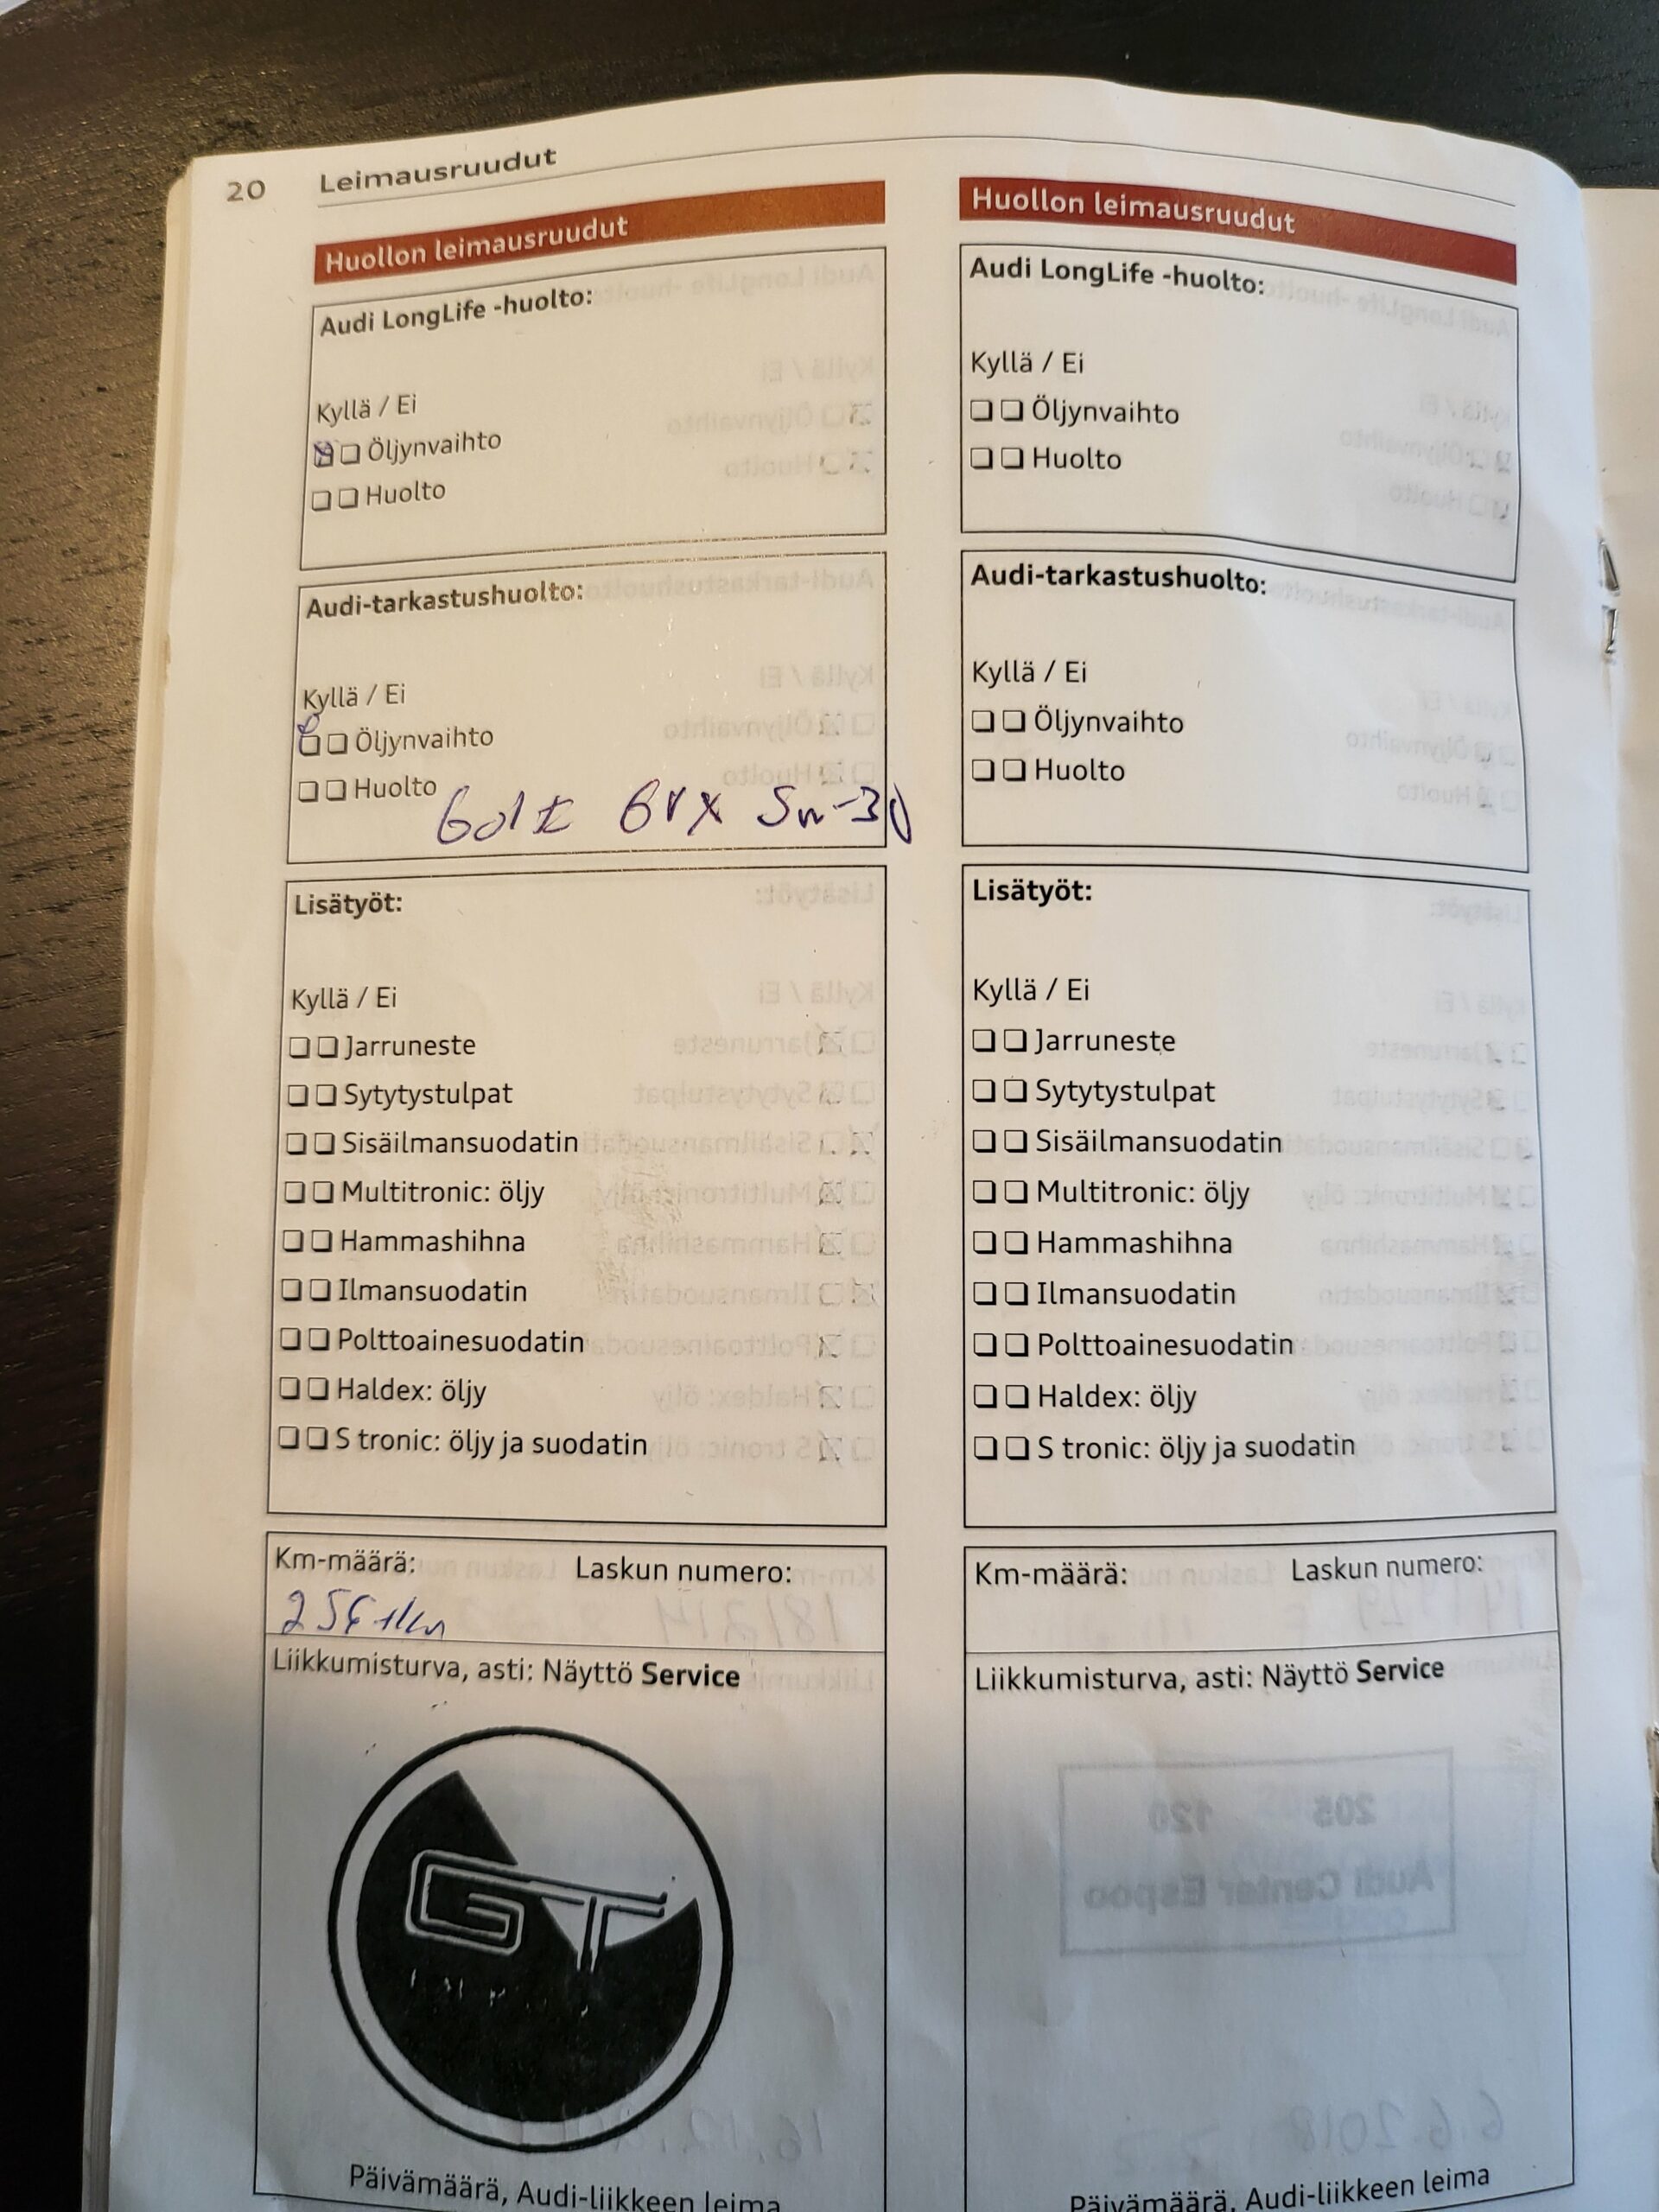 20 Leimausruudut
Huollon leimausruudut
Audi LongLife -huolto:
Kyllä / Ei
Öljynvaihto
Huolto
Audi-tarkastushuolto:
Kyllä / Ei
Öljynvaihto
Huolto
Lisätyöt:
Kyllä / Ei
Jarruneste
Sytytystulpat
Sisäilmansuodatin
Multitronic: öljy
Hammashihna
Ilmansuodatin
Polttoainesuodatin
Haldex: öljy
S tronic: öljy ja suodatin
Km-määrä: Laskun numero:
Liikkumisturva, asti: Näyttö Service
GT
Päivämäärä, Audi-liikkeen leima
Huollon leimausruudut
Audi LongLife -huolto:
Kyllä / Ei
Öljynvaihto
Huolto
Audi-tarkastushuolto:
Kyllä / Ei
Öljynvaihto
Huolto
Lisätyöt:
Kyllä / Ei
Jarruneste
Sytytystulpat
Sisäilmansuodatin
Multitronic: öljy
Hammashihna
Ilmansuodatin
Polttoainesuodatin
Haldex: öljy
S tronic: öljy ja suodatin
Km-määrä: Laskun numero:
Liikkumisturva, asti: Näyttö Service
Päivämäärä, Audi-liikkeen leima